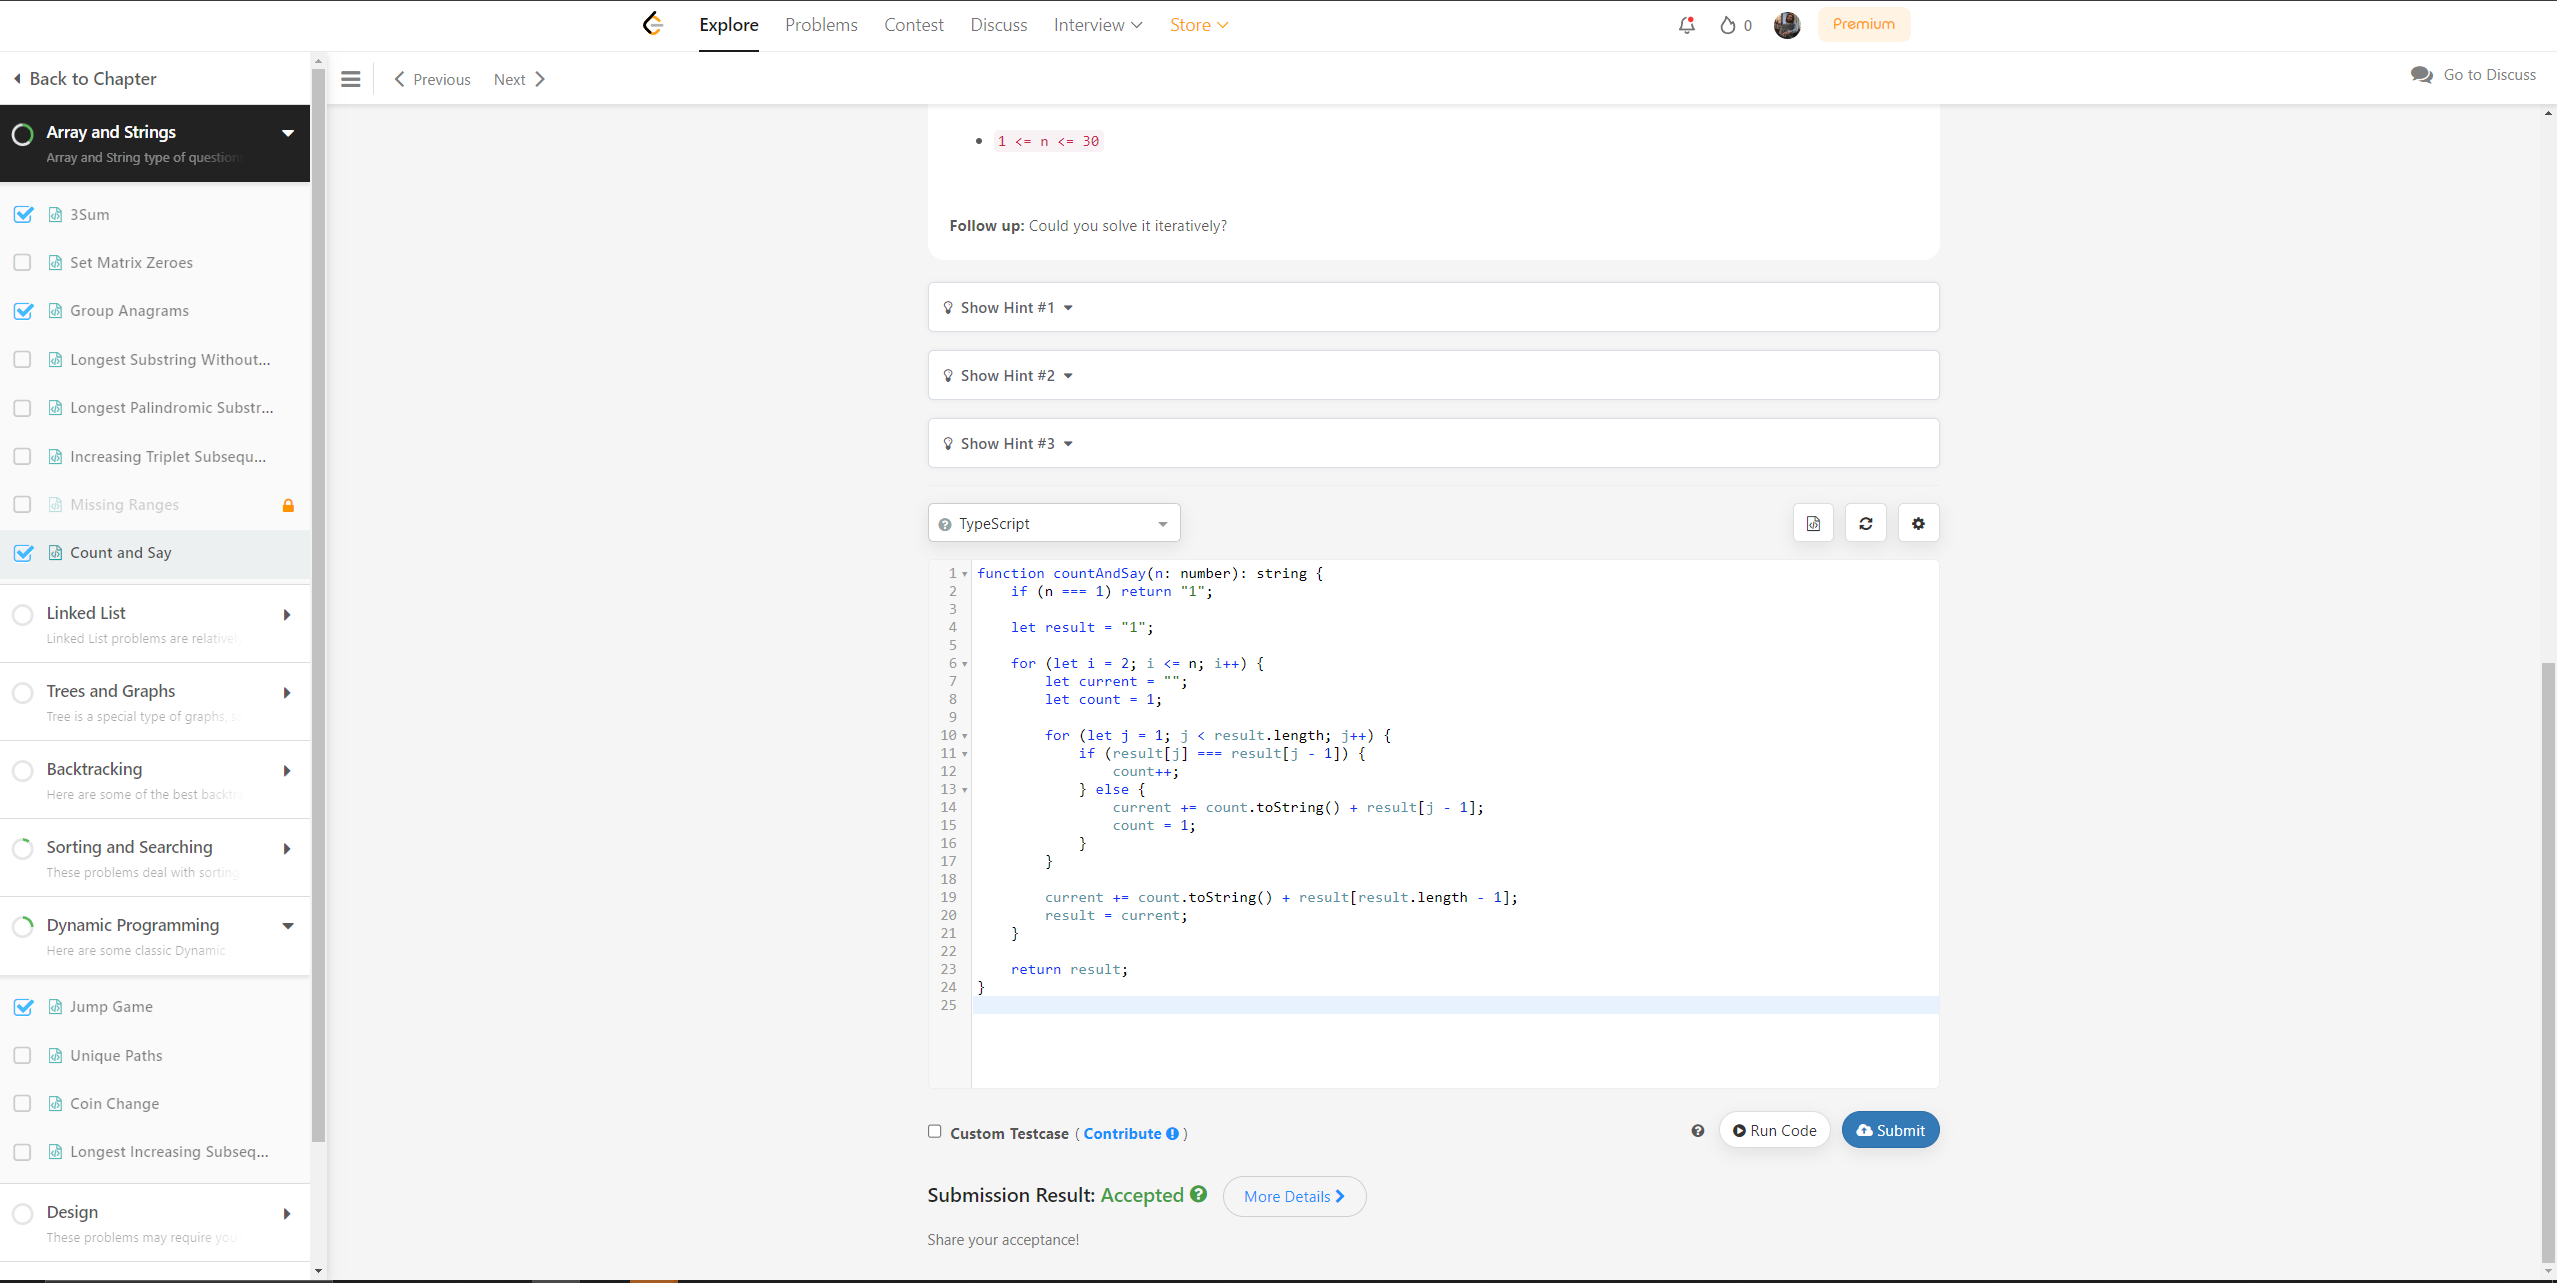 Explore Problems Contest Discuss Interview Store 0 Premium
Back to Chapter
Previous Next
Go to Discuss
Array and Strings
Array and String type of question
3Sum
Set Matrix Zeroes
Group Anagrams
Longest Substring Without...
Longest Palindromic Substr...
Increasing Triplet Subsequ...
Missing Ranges
Count and Say
Linked List
Linked List problems are relatively
Trees and Graphs
Tree is a special type of graphs, s
Backtracking
Here are some of the best backtr
Sorting and Searching
These problems deal with sorting
Dynamic Programming
Here are some classic Dynamic
Jump Game
Unique Paths
Coin Change
Longest Increasing Subseq...
Design
These problems may require you
1 <= n <= 30
Follow up: Could you solve it iteratively?
Show Hint #1
Show Hint #2
Show Hint #3
TypeScript
1 function countAndSay(n: number): string {
2 if (n === 1) return "1";
3
4 let result = "1";
5
6 for (let i = 2; i <= n; i++) {
7 let current = "";
8 let count = 1;
9
10 for (let j = 1; j < result.length; j++) {
11 if (result[j] === result[j - 1]) {
12 count++;
13 } else {
14 current += count.toString() + result[j - 1];
15 count = 1;
16 }
17 }
18
19 current += count.toString() + result[result.length - 1];
20 result = current;
21 }
22
23 return result;
24 }
25
Custom Testcase ( Contribute )
Run Code Submit
Submission Result: Accepted More Details
Share your acceptance!